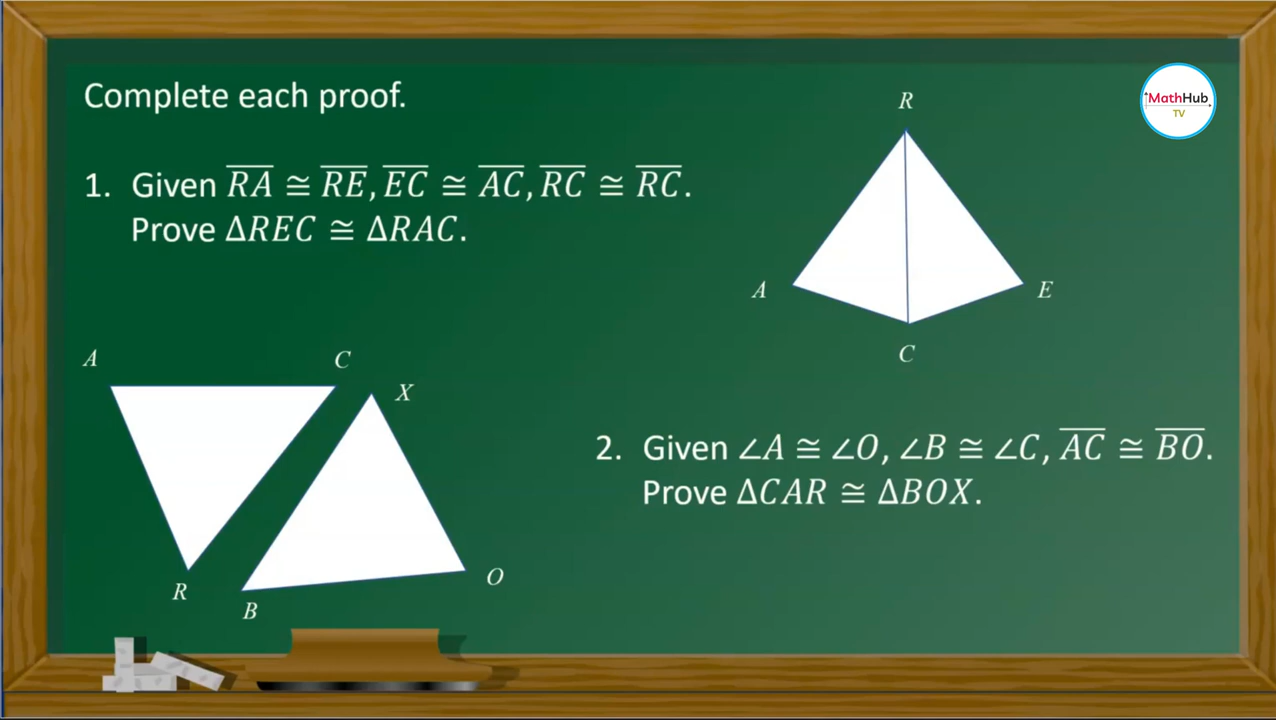 Complete each proof.
R
MathHub
TV
1. Given R̅A̅ ≅ R̅E̅, E̅C̅ ≅ A̅C̅, R̅C̅ ≅ R̅C̅.
Prove ΔREC ≅ ΔRAC.
A
E
C
A
C
X
2. Given ∠A ≅ ∠O, ∠B ≅ ∠C, A̅C̅ ≅ B̅O̅.
Prove ΔCAR ≅ ΔBOX.
R
B
O